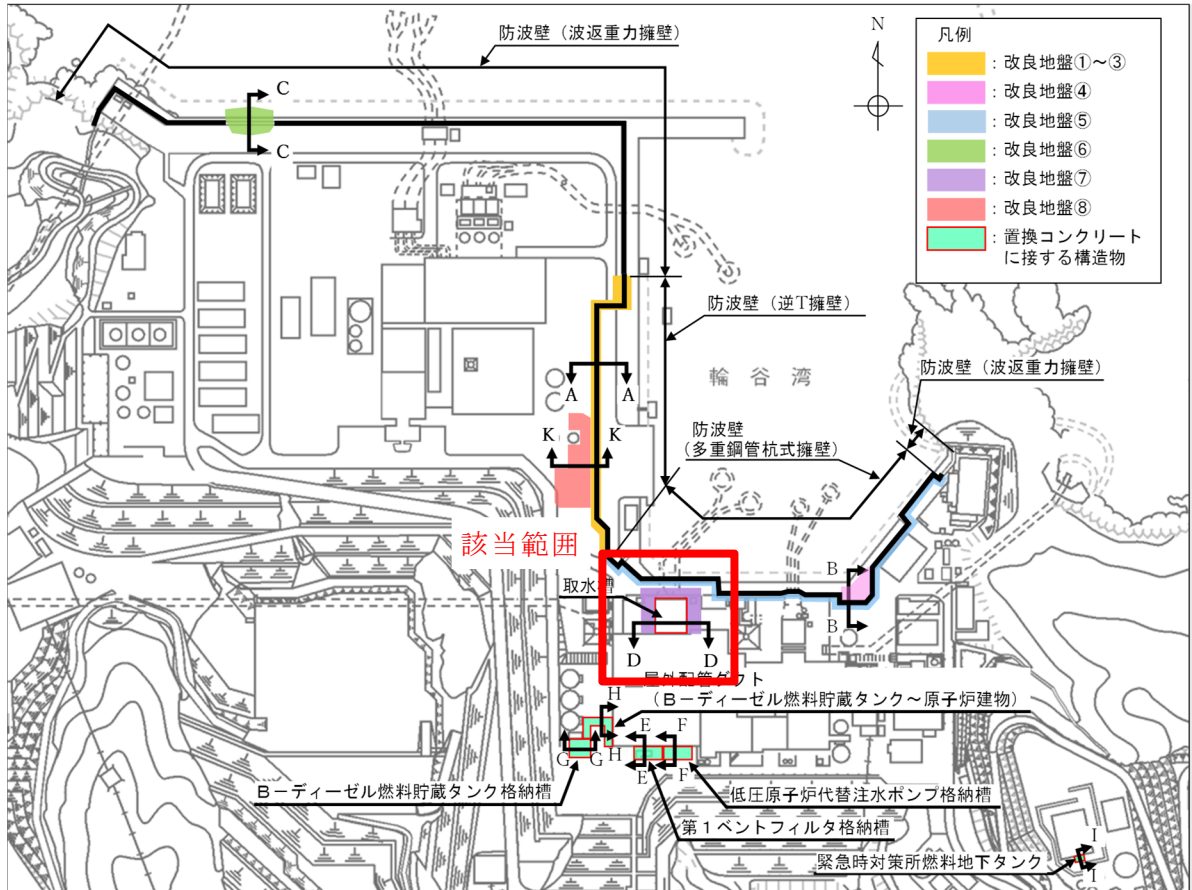 防波壁（波返重力擁壁）
N
凡例
：改良地盤①～③
：改良地盤④
：改良地盤⑤
：改良地盤⑥
：改良地盤⑦
：改良地盤⑧
：置換コンクリート
に接する構造物
C
C
防波壁（逆T擁壁）
輪谷湾
防波壁（波返重力擁壁）
A
A
K
K
防波壁
（多重鋼管杭式擁壁）
該当範囲
取水槽
B
B
D
D
屋外配管ダクト
（B－ディーゼル燃料貯蔵タンク～原子炉建物）
H
H
E
F
G
G
E
F
B－ディーゼル燃料貯蔵タンク格納槽
低圧原子炉代替注水ポンプ格納槽
第1ベントフィルタ格納槽
緊急時対策所燃料地下タンク
I
I